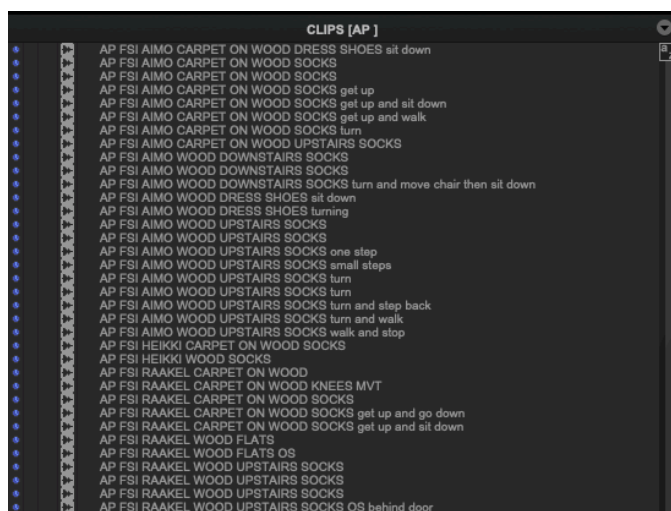 CLIPS [AP ]
AP FSI AIMO CARPET ON WOOD DRESS SHOES sit down
AP FSI AIMO CARPET ON WOOD SOCKS
AP FSI AIMO CARPET ON WOOD SOCKS
AP FSI AIMO CARPET ON WOOD SOCKS get up
AP FSI AIMO CARPET ON WOOD SOCKS get up and sit down
AP FSI AIMO CARPET ON WOOD SOCKS get up and walk
AP FSI AIMO CARPET ON WOOD SOCKS turn
AP FSI AIMO CARPET ON WOOD UPSTAIRS SOCKS
AP FSI AIMO WOOD DOWNSTAIRS SOCKS
AP FSI AIMO WOOD DOWNSTAIRS SOCKS
AP FSI AIMO WOOD DOWNSTAIRS SOCKS turn and move chair then sit down
AP FSI AIMO WOOD DRESS SHOES sit down
AP FSI AIMO WOOD DRESS SHOES turning
AP FSI AIMO WOOD UPSTAIRS SOCKS
AP FSI AIMO WOOD UPSTAIRS SOCKS
AP FSI AIMO WOOD UPSTAIRS SOCKS one step
AP FSI AIMO WOOD UPSTAIRS SOCKS small steps
AP FSI AIMO WOOD UPSTAIRS SOCKS turn
AP FSI AIMO WOOD UPSTAIRS SOCKS turn
AP FSI AIMO WOOD UPSTAIRS SOCKS turn and step back
AP FSI AIMO WOOD UPSTAIRS SOCKS turn and walk
AP FSI AIMO WOOD UPSTAIRS SOCKS walk and stop
AP FSI HEIKKI CARPET ON WOOD SOCKS
AP FSI HEIKKI WOOD SOCKS
AP FSI RAAKEL CARPET ON WOOD
AP FSI RAAKEL CARPET ON WOOD KNEES MVT
AP FSI RAAKEL CARPET ON WOOD SOCKS
AP FSI RAAKEL CARPET ON WOOD SOCKS get up and go down
AP FSI RAAKEL CARPET ON WOOD SOCKS get up and sit down
AP FSI RAAKEL WOOD FLATS
AP FSI RAAKEL WOOD FLATS OS
AP FSI RAAKEL WOOD UPSTAIRS SOCKS
AP FSI RAAKEL WOOD UPSTAIRS SOCKS
AP FSI RAAKEL WOOD UPSTAIRS SOCKS
AP FSI RAAKEL WOOD UPSTAIRS SOCKS OS behind door